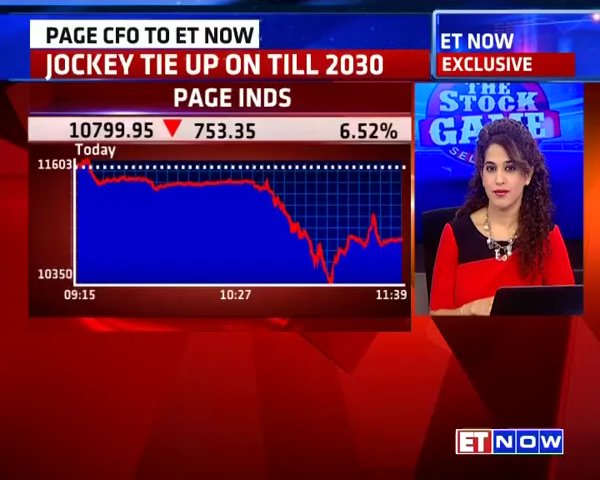 PAGE CFO TO ET NOW
JOCKEY TIE UP ON TILL 2030
ET NOW
EXCLUSIVE
PAGE INDS
10799.95 ▼ 753.35 6.52%
Today
11603
10350
09:15 10:27 11:39
THE
STOCK
GAME
ET NOW